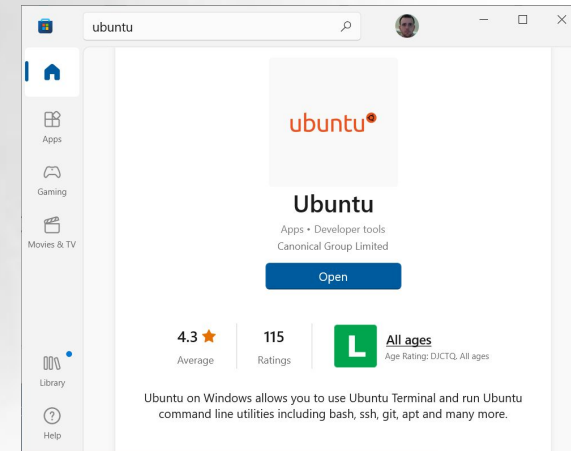 ubuntu
Apps
Gaming
Movies & TV
Library
Help
ubuntu
Ubuntu
Apps • Developer tools
Canonical Group Limited
Open
4.3
Average
115
Ratings
L
All ages
Age Rating: DJCTQ, All ages
Ubuntu on Windows allows you to use Ubuntu Terminal and run Ubuntu
command line utilities including bash, ssh, git, apt and many more.